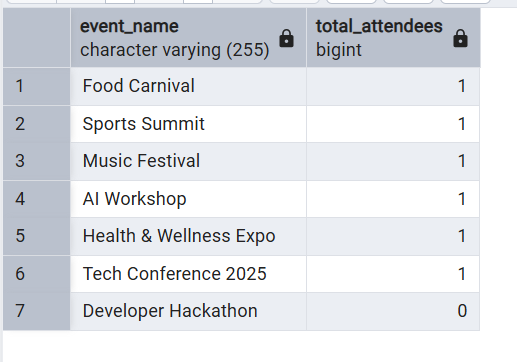 event_name total_attendees
character varying (255) bigint
1 Food Carnival 1
2 Sports Summit 1
3 Music Festival 1
4 AI Workshop 1
5 Health & Wellness Expo 1
6 Tech Conference 2025 1
7 Developer Hackathon 0